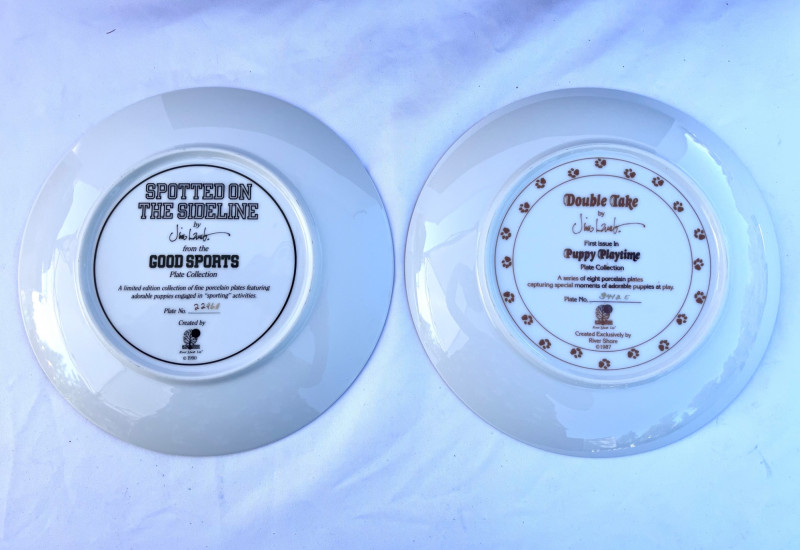 SPOTTED ON
THE SIDELINE
by
Jim Lamb
from the
GOOD SPORTS
Plate Collection
A limited edition collection of fine porcelain plates featuring
adorable puppies engaged in "sporting" activities.
Plate No.
Created by
© 1990
Double Take
by
Jim Lamb
First issue in
Puppy Playtime
Plate Collection
A series of eight porcelain plates
capturing special moments of adorable puppies at play.
Plate No.
Created Exclusively by
River Shore
©1987